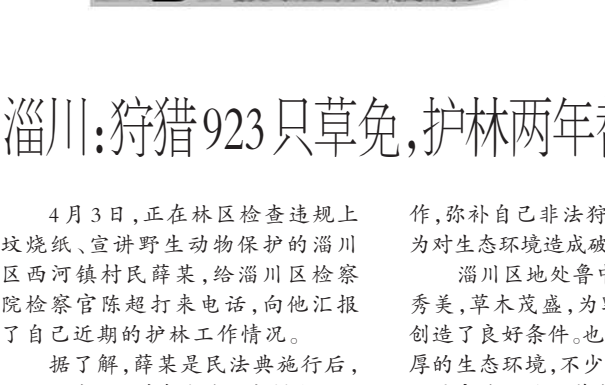 淄川:狩猎923只草免,护林两年
4月3日,正在林区检查违规上
坟烧纸、宣讲野生动物保护的淄川
区西河镇村民薛某,给淄川区检察
院检察官陈超打来电话,向他汇报
了自己近期的护林工作情况。
据了解,薛某是民法典施行后,
作,弥补自己非法狩
为对生态环境造成破
淄川区地处鲁中
秀美,草木茂盛,为
创造了良好条件。也
厚的生态环境,不少